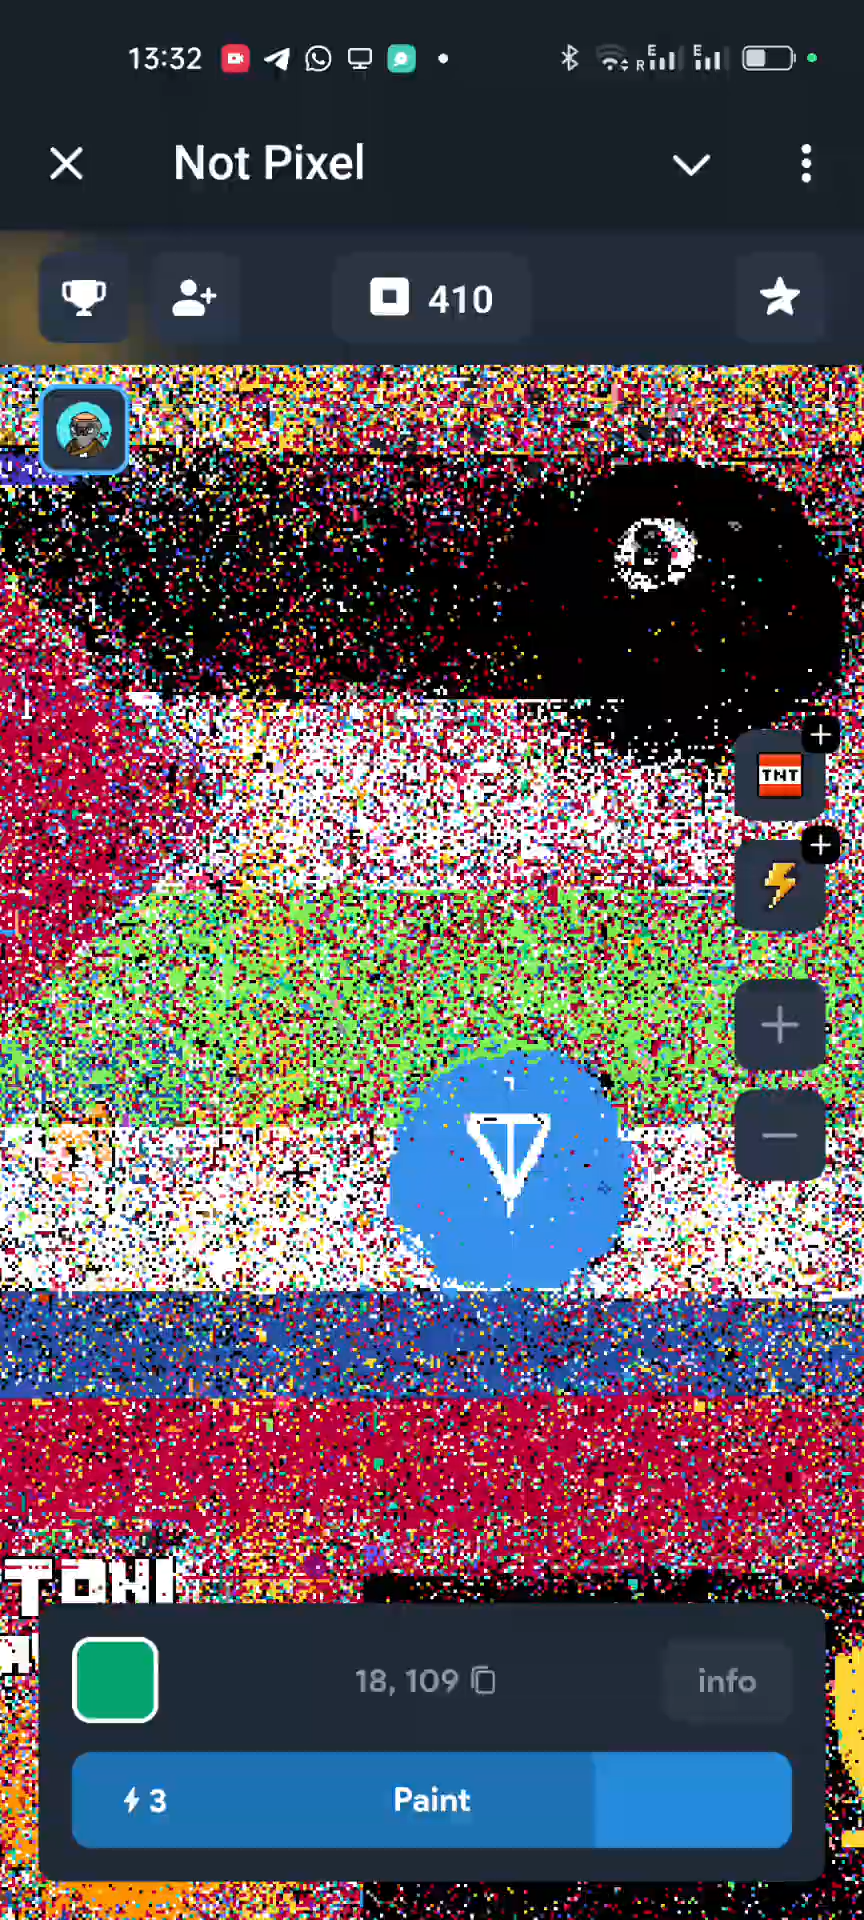 13:32
R E E
Not Pixel
410
TNT
TON!
18, 109
info
3 Paint